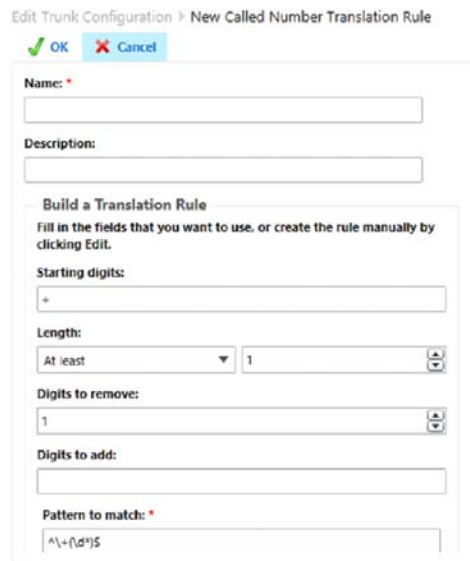 Edit Trunk Configuration ▸ New Called Number Translation Rule
OK Cancel
Name: *
Description:
Build a Translation Rule
Fill in the fields that you want to use, or create the rule manually by
clicking Edit.
Starting digits:
+
Length:
At least 1
Digits to remove:
1
Digits to add:
Pattern to match: *
^\+(\d*)$